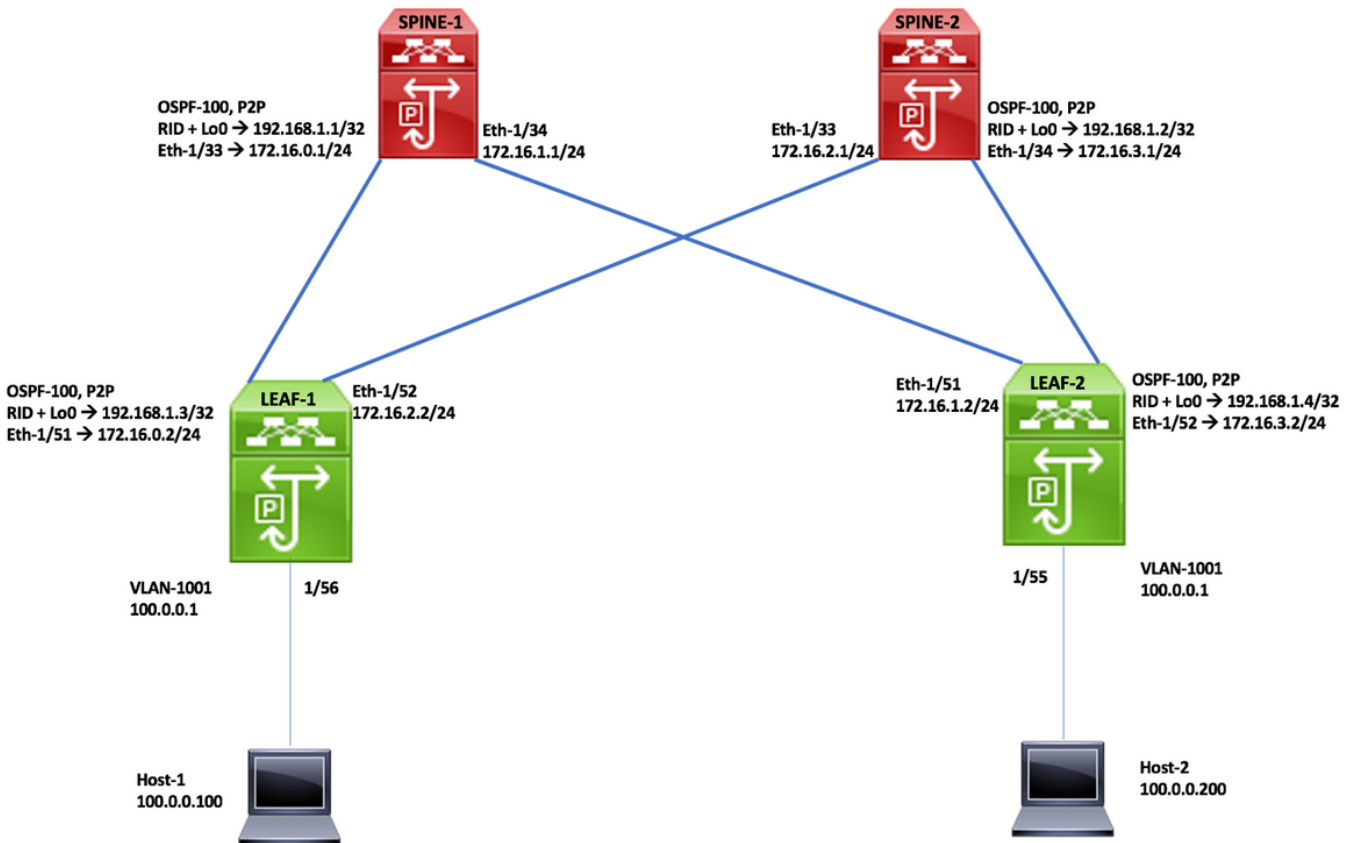 SPINE-1
SPINE-2
OSPF-100, P2P
RID + Lo0 → 192.168.1.1/32
Eth-1/33 → 172.16.0.1/24
Eth-1/34
172.16.1.1/24
Eth-1/33
172.16.2.1/24
OSPF-100, P2P
RID + Lo0 → 192.168.1.2/32
Eth-1/34 → 172.16.3.1/24
P
P
OSPF-100, P2P
RID + Lo0 → 192.168.1.3/32
Eth-1/51 → 172.16.0.2/24
LEAF-1
Eth-1/52
172.16.2.2/24
Eth-1/51
172.16.1.2/24
LEAF-2
OSPF-100, P2P
RID + Lo0 → 192.168.1.4/32
Eth-1/52 → 172.16.3.2/24
P
P
VLAN-1001
100.0.0.1
1/56
1/55
VLAN-1001
100.0.0.1
Host-1
100.0.0.100
Host-2
100.0.0.200